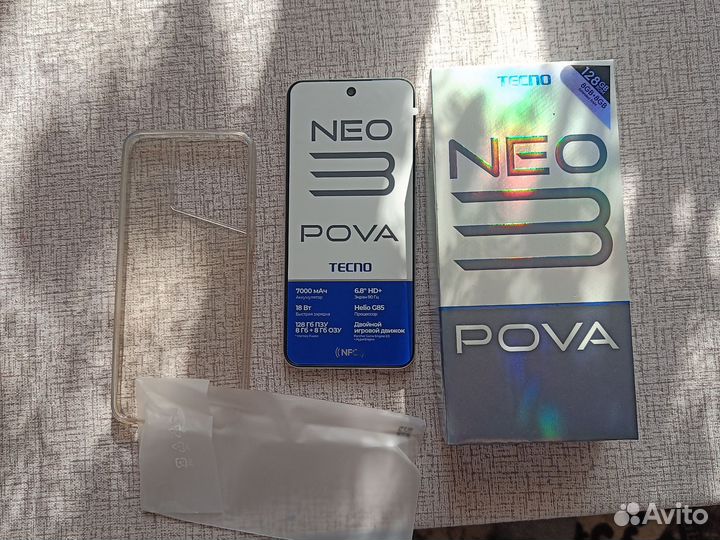 NEO
3
POVA
TECNO
7000 мАч
Аккумулятор
6.8" HD+
Экран 90 Гц
18 Вт
Быстрая зарядка
Helio G85
Процессор
128 Гб ПЗУ
8 Гб + 8 Гб ОЗУ
Двойной
игровой движок
NFC
TECNO
128GB
8GB+8GB
NEO
3
POVA
Avito